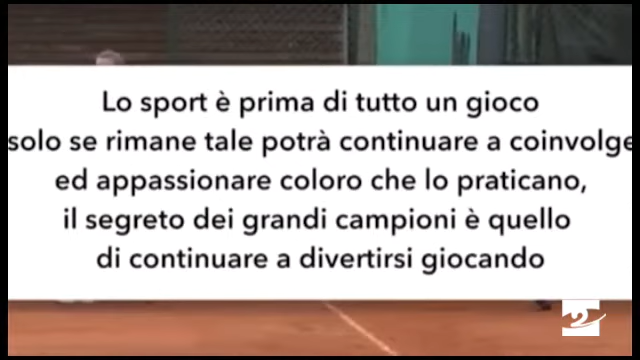 Lo sport è prima di tutto un gioco
solo se rimane tale potrà continuare a coinvolge
ed appassionare coloro che lo praticano,
il segreto dei grandi campioni è quello
di continuare a divertirsi giocando
2